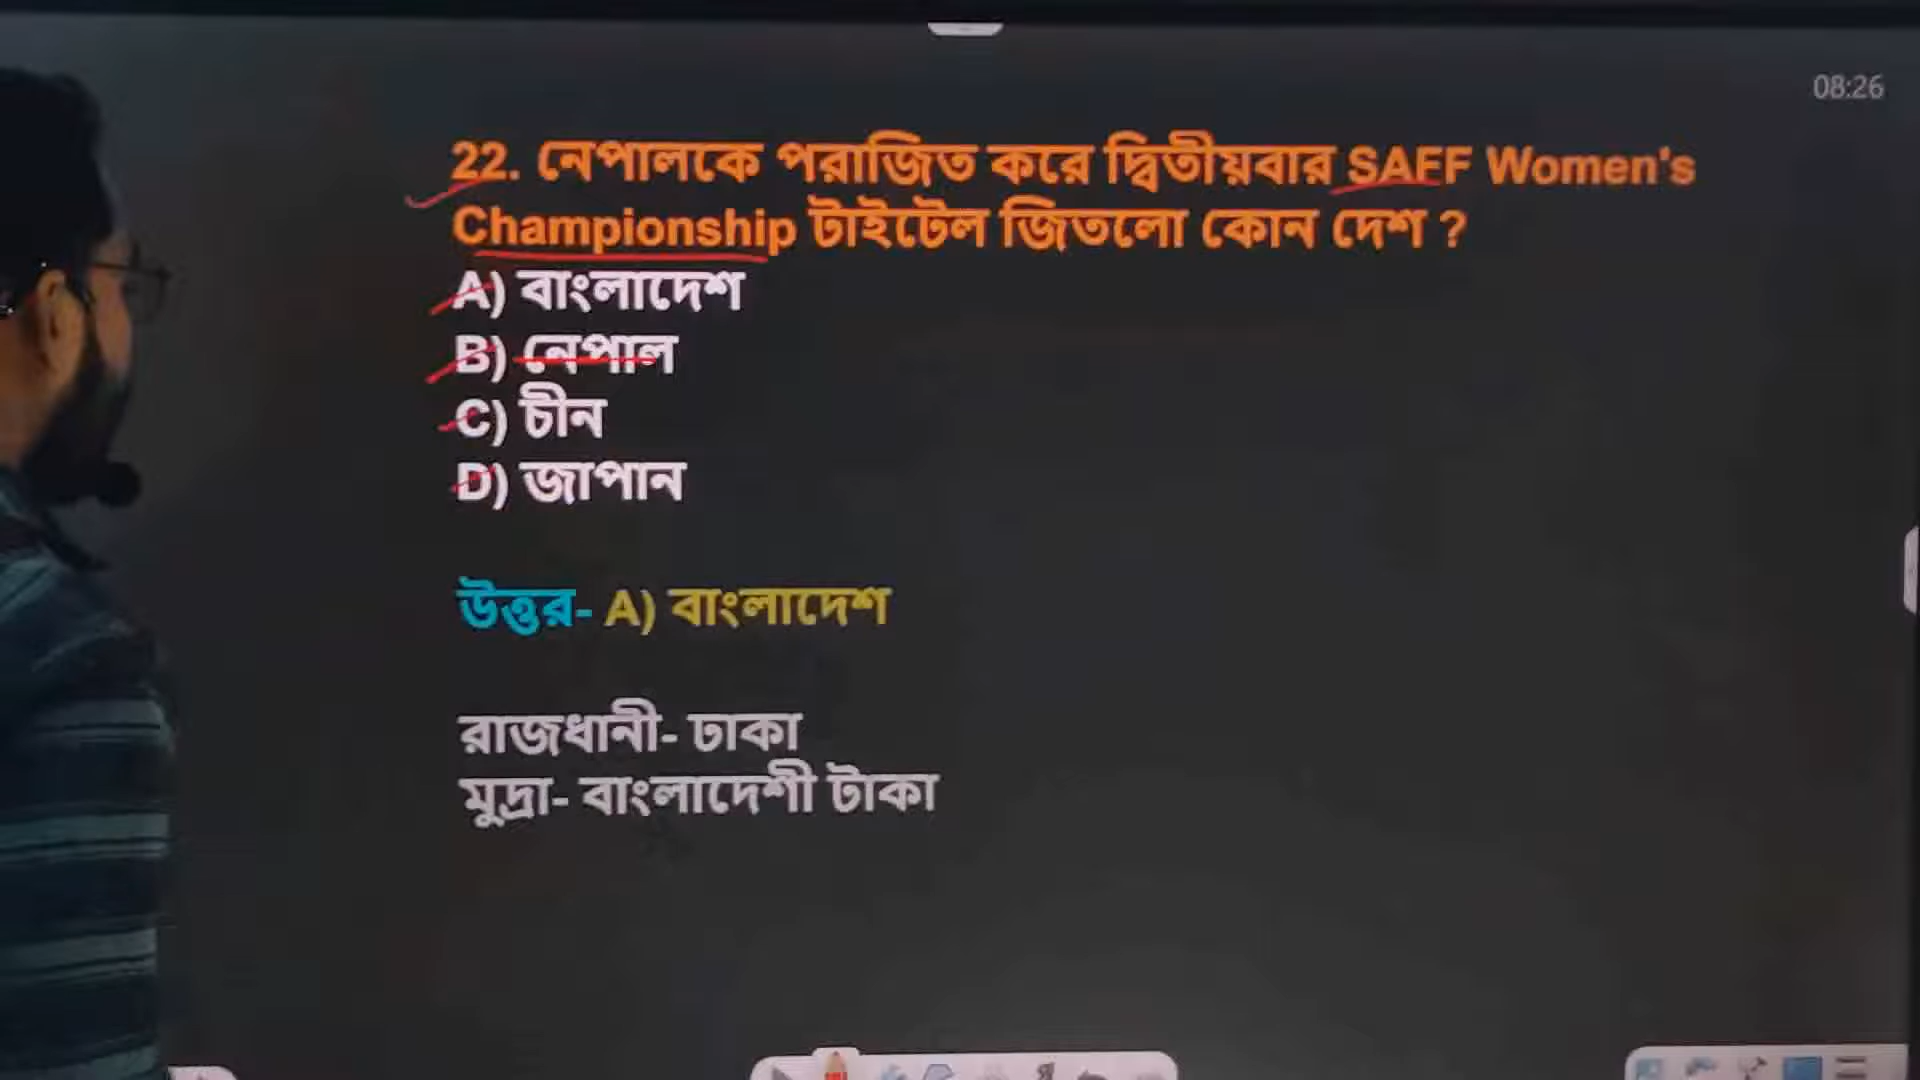 08:26
22. নেপালকে পরাজিত করে দ্বিতীয়বার SAFF Women's
Championship টাইটেল জিতলো কোন দেশ ?
A) বাংলাদেশ
B) নেপাল
C) চীন
D) জাপান
উত্তর- A) বাংলাদেশ
রাজধানী- ঢাকা
মুদ্রা- বাংলাদেশী টাকা